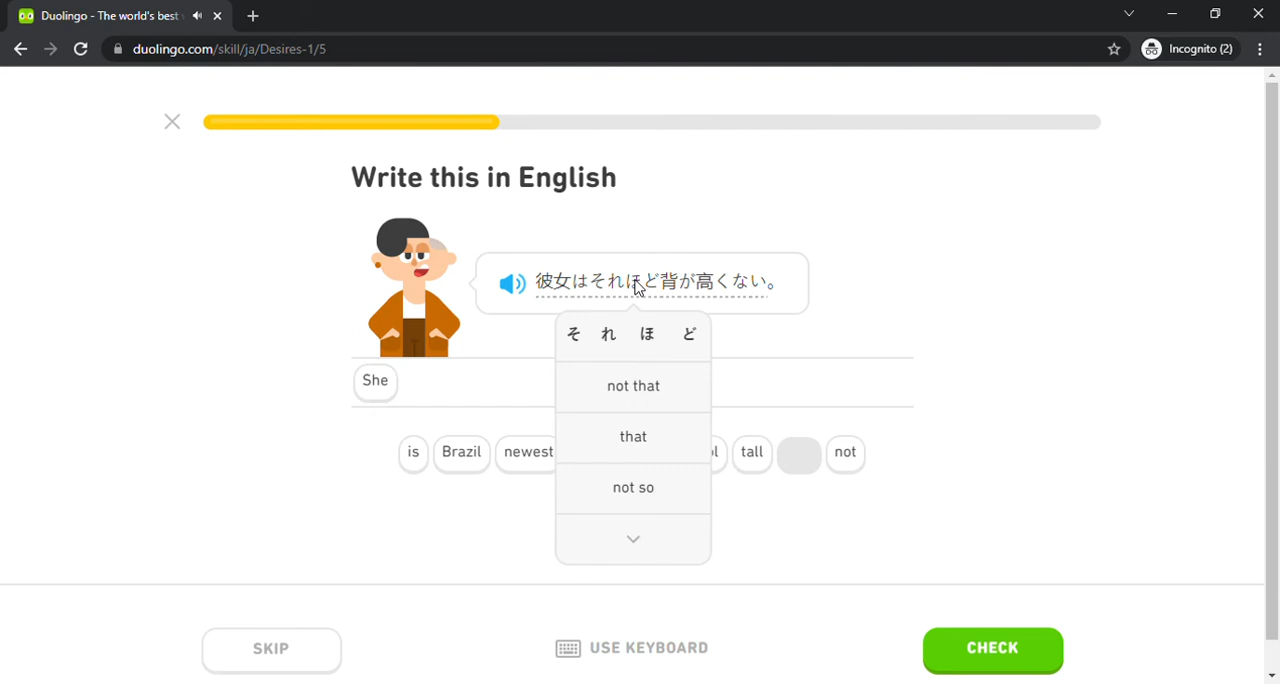 Duolingo - The world's best
duolingo.com/skill/ja/Desires-1/5
Incognito (2)
Write this in English
彼女はそれほど背が高くない。
そ れ ほ ど
not that
that
not so
She
is Brazil newest tall not
SKIP
USE KEYBOARD
CHECK